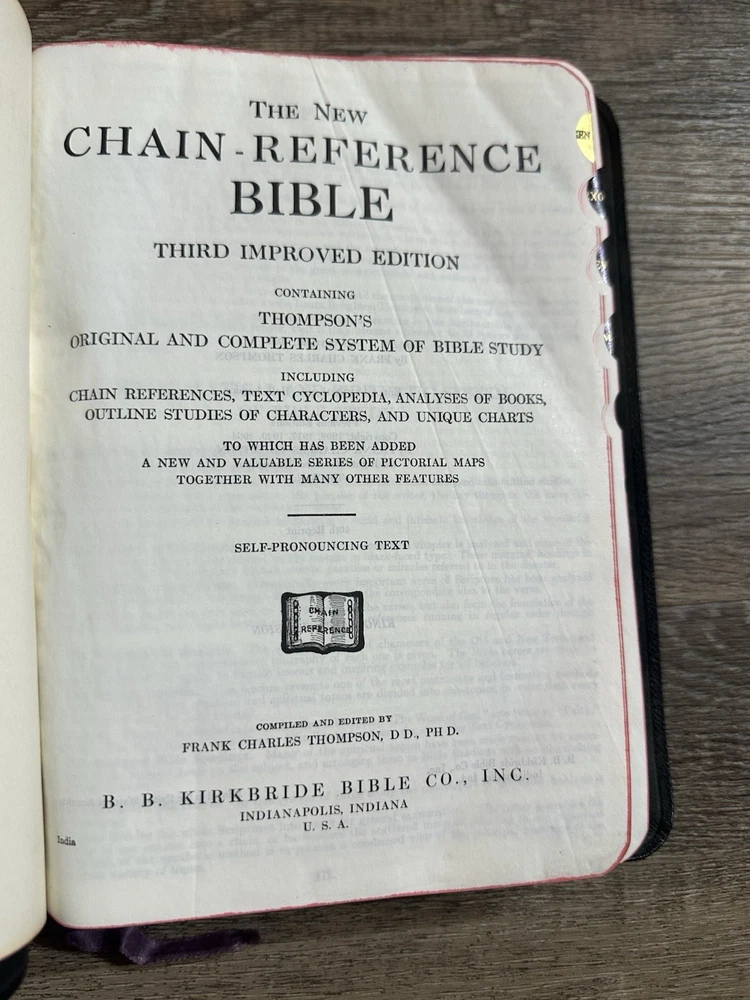 THE NEW
CHAIN-REFERENCE
BIBLE
THIRD IMPROVED EDITION
CONTAINING
THOMPSON'S
ORIGINAL AND COMPLETE SYSTEM OF BIBLE STUDY
INCLUDING
CHAIN REFERENCES, TEXT CYCLOPEDIA, ANALYSES OF BOOKS,
OUTLINE STUDIES OF CHARACTERS, AND UNIQUE CHARTS
TO WHICH HAS BEEN ADDED
A NEW AND VALUABLE SERIES OF PICTORIAL MAPS
TOGETHER WITH MANY OTHER FEATURES
SELF-PRONOUNCING TEXT
CHAIN
REFERENCE
COMPILED AND EDITED BY
FRANK CHARLES THOMPSON, D D., PH D.
B. B. KIRKBRIDE BIBLE CO., INC.
INDIANAPOLIS, INDIANA
U. S. A.
India
GEN